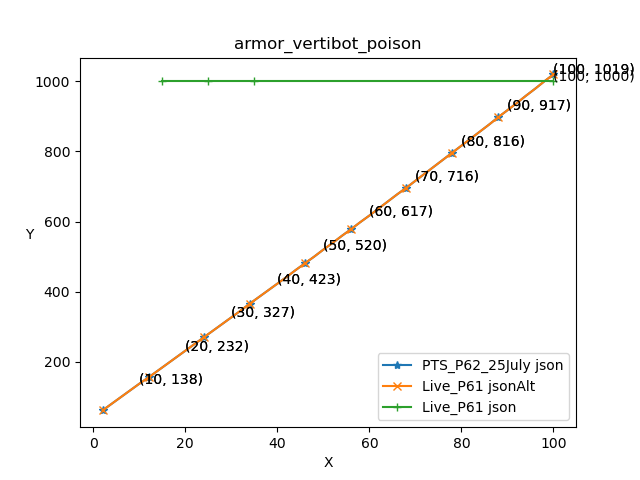 armor_vertibot_poison
(100, 1019)
(100, 1000)
1000
(90, 917)
(80, 816)
800
(70, 716)
(60, 617)
600
Y
(50, 520)
(40, 423)
400
(30, 327)
(20, 232)
200
(10, 138)
PTS_P62_25July json
Live_P61 jsonAlt
Live_P61 json
0 20 40 60 80 100
X